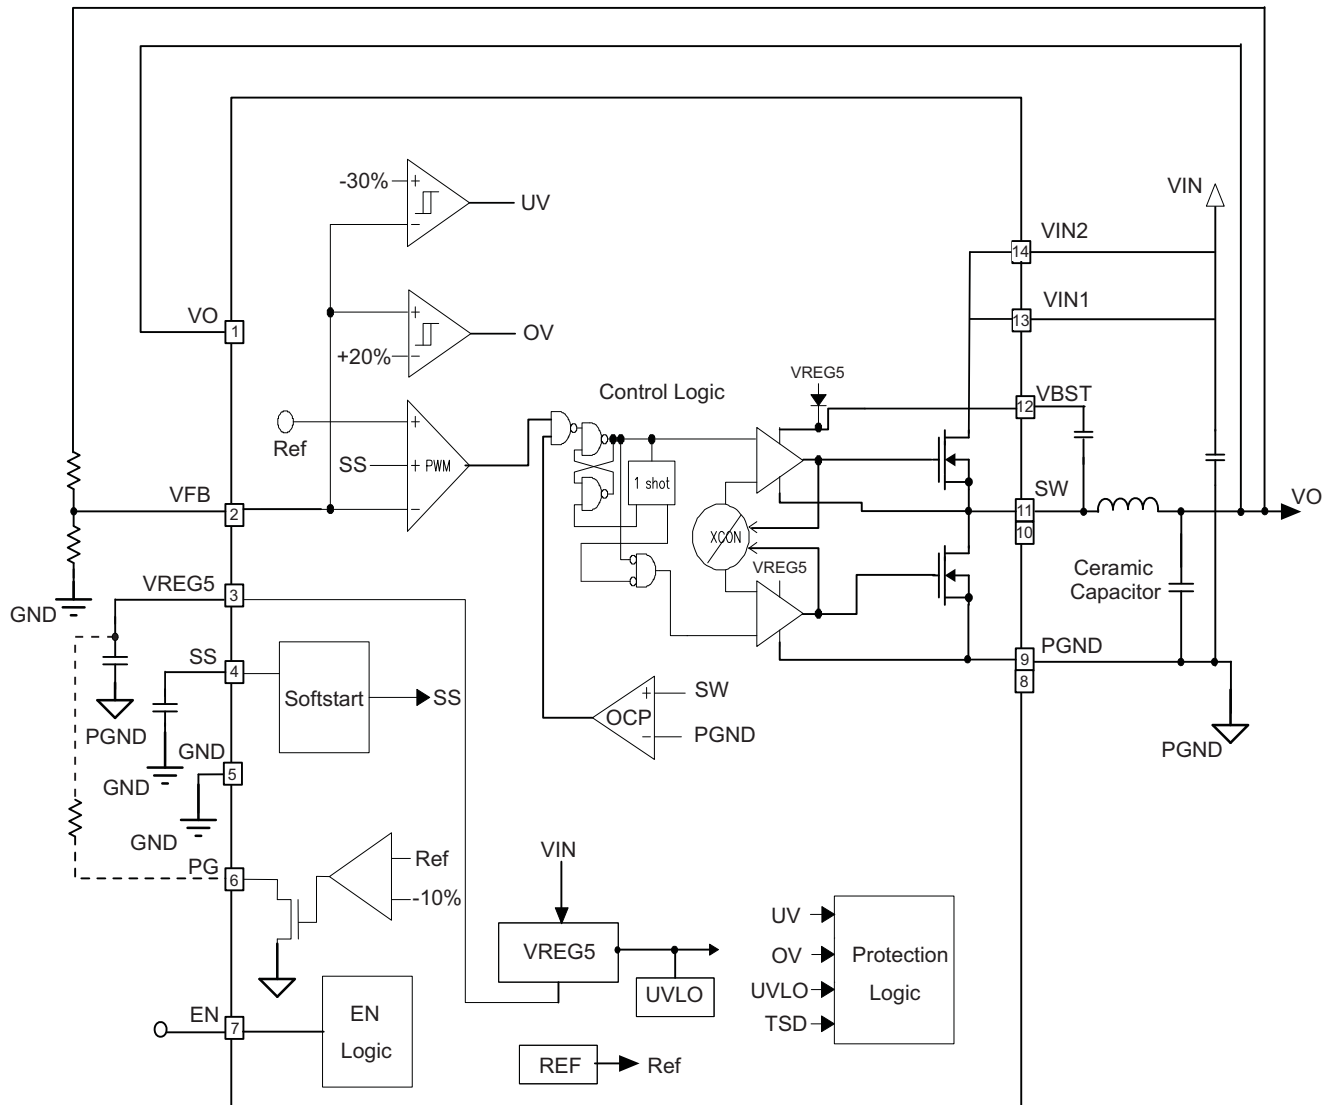 -30%
+
-
UV
VIN
VIN2
14
VO
1
+
+20%
-
OV
VIN1
13
Control Logic
VREG5
VBST
12
Ref
+
SS
+
PWM
-
1 shot
VFB
2
XCON
SW
11
10
VO
VREG5
3
GND
VREG5
Ceramic
Capacitor
SS
4
Softstart
SS
PGND
9
8
PGND
GND
+
SW
OCP
-
PGND
PGND
GND
5
GND
PG
6
Ref
-10%
VIN
VREG5
UVLO
UV
OV
UVLO
TSD
Protection
Logic
EN
7
EN
Logic
REF
Ref